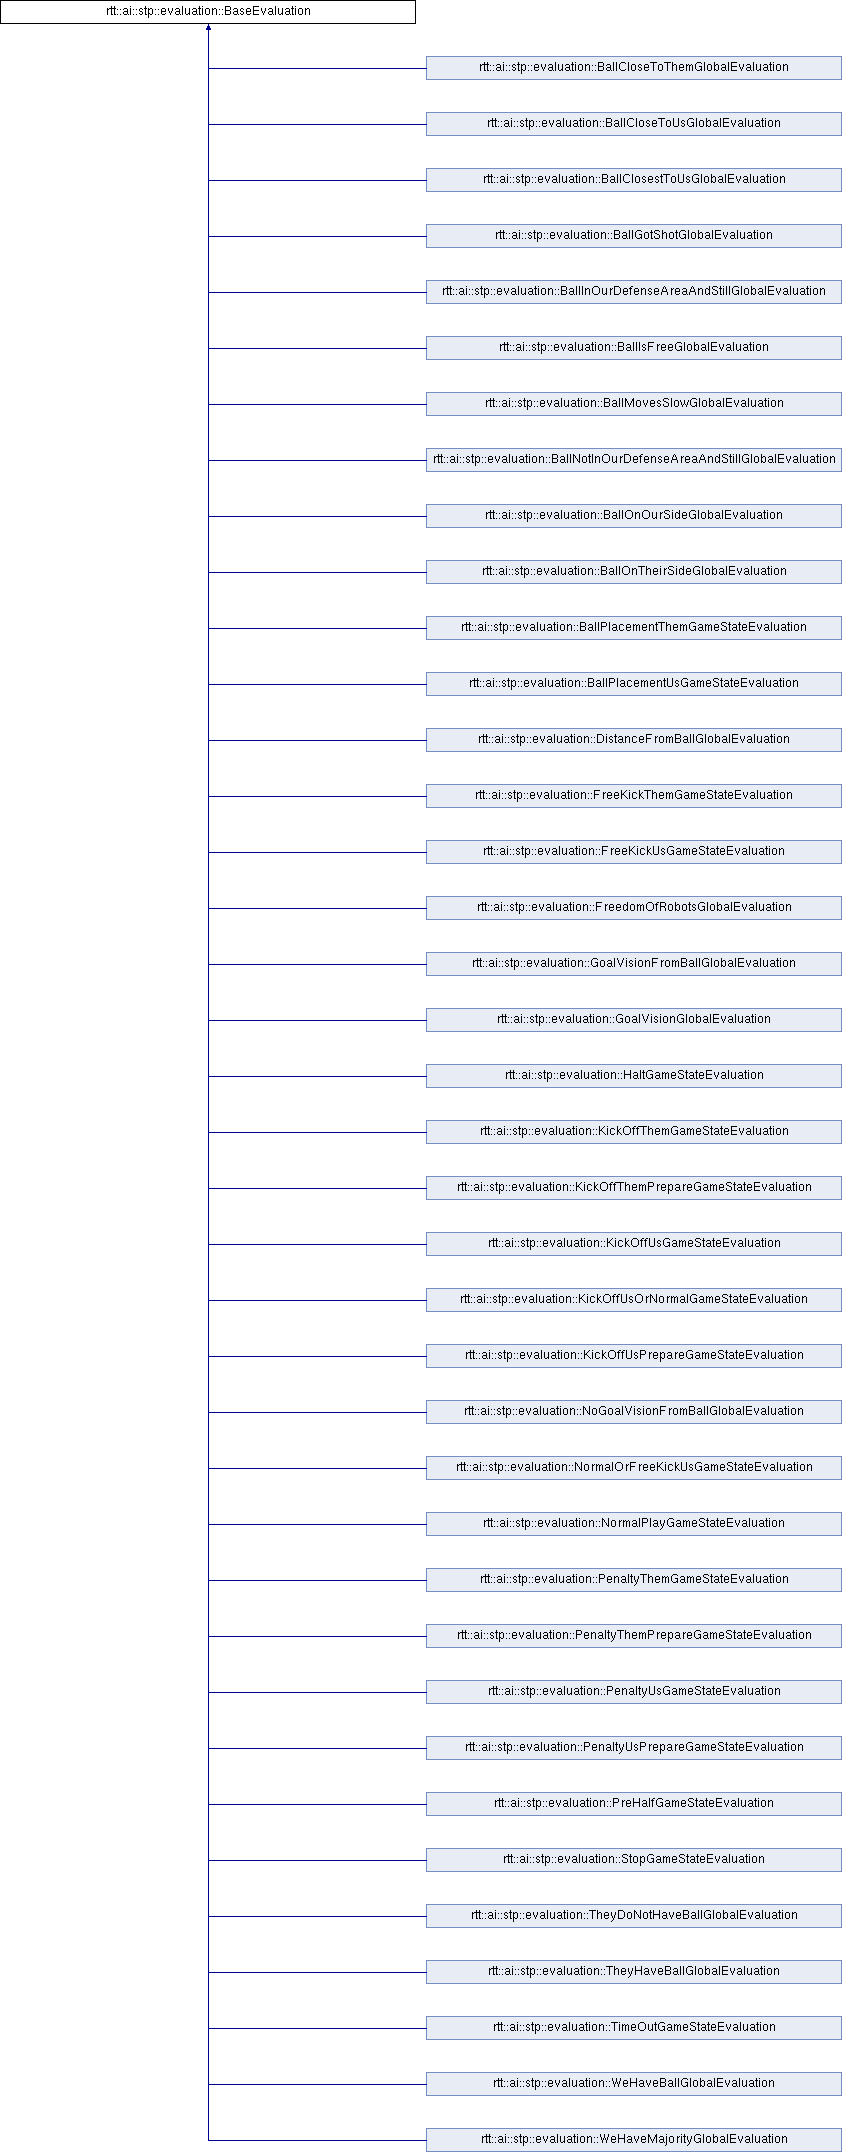 rtt::ai::stp::evaluation::BaseEvaluation
rtt::ai::stp::evaluation::BallCloseToThemGlobalEvaluation
rtt::ai::stp::evaluation::BallCloseToUsGlobalEvaluation
rtt::ai::stp::evaluation::BallClosestToUsGlobalEvaluation
rtt::ai::stp::evaluation::BallGotShotGlobalEvaluation
rtt::ai::stp::evaluation::BallInOurDefenseAreaAndStillGlobalEvaluation
rtt::ai::stp::evaluation::BallIsFreeGlobalEvaluation
rtt::ai::stp::evaluation::BallMovesSlowGlobalEvaluation
rtt::ai::stp::evaluation::BallNotInOurDefenseAreaAndStillGlobalEvaluation
rtt::ai::stp::evaluation::BallOnOurSideGlobalEvaluation
rtt::ai::stp::evaluation::BallOnTheirSideGlobalEvaluation
rtt::ai::stp::evaluation::BallPlacementThemGameStateEvaluation
rtt::ai::stp::evaluation::BallPlacementUsGameStateEvaluation
rtt::ai::stp::evaluation::DistanceFromBallGlobalEvaluation
rtt::ai::stp::evaluation::FreeKickThemGameStateEvaluation
rtt::ai::stp::evaluation::FreeKickUsGameStateEvaluation
rtt::ai::stp::evaluation::FreedomOfRobotsGlobalEvaluation
rtt::ai::stp::evaluation::GoalVisionFromBallGlobalEvaluation
rtt::ai::stp::evaluation::GoalVisionGlobalEvaluation
rtt::ai::stp::evaluation::HaltGameStateEvaluation
rtt::ai::stp::evaluation::KickOffThemGameStateEvaluation
rtt::ai::stp::evaluation::KickOffThemPrepareGameStateEvaluation
rtt::ai::stp::evaluation::KickOffUsGameStateEvaluation
rtt::ai::stp::evaluation::KickOffUsOrNormalGameStateEvaluation
rtt::ai::stp::evaluation::KickOffUsPrepareGameStateEvaluation
rtt::ai::stp::evaluation::NoGoalVisionFromBallGlobalEvaluation
rtt::ai::stp::evaluation::NormalOrFreeKickUsGameStateEvaluation
rtt::ai::stp::evaluation::NormalPlayGameStateEvaluation
rtt::ai::stp::evaluation::PenaltyThemGameStateEvaluation
rtt::ai::stp::evaluation::PenaltyThemPrepareGameStateEvaluation
rtt::ai::stp::evaluation::PenaltyUsGameStateEvaluation
rtt::ai::stp::evaluation::PenaltyUsPrepareGameStateEvaluation
rtt::ai::stp::evaluation::PreHalfGameStateEvaluation
rtt::ai::stp::evaluation::StopGameStateEvaluation
rtt::ai::stp::evaluation::TheyDoNotHaveBallGlobalEvaluation
rtt::ai::stp::evaluation::TheyHaveBallGlobalEvaluation
rtt::ai::stp::evaluation::TimeOutGameStateEvaluation
rtt::ai::stp::evaluation::WeHaveBallGlobalEvaluation
rtt::ai::stp::evaluation::WeHaveMajorityGlobalEvaluation